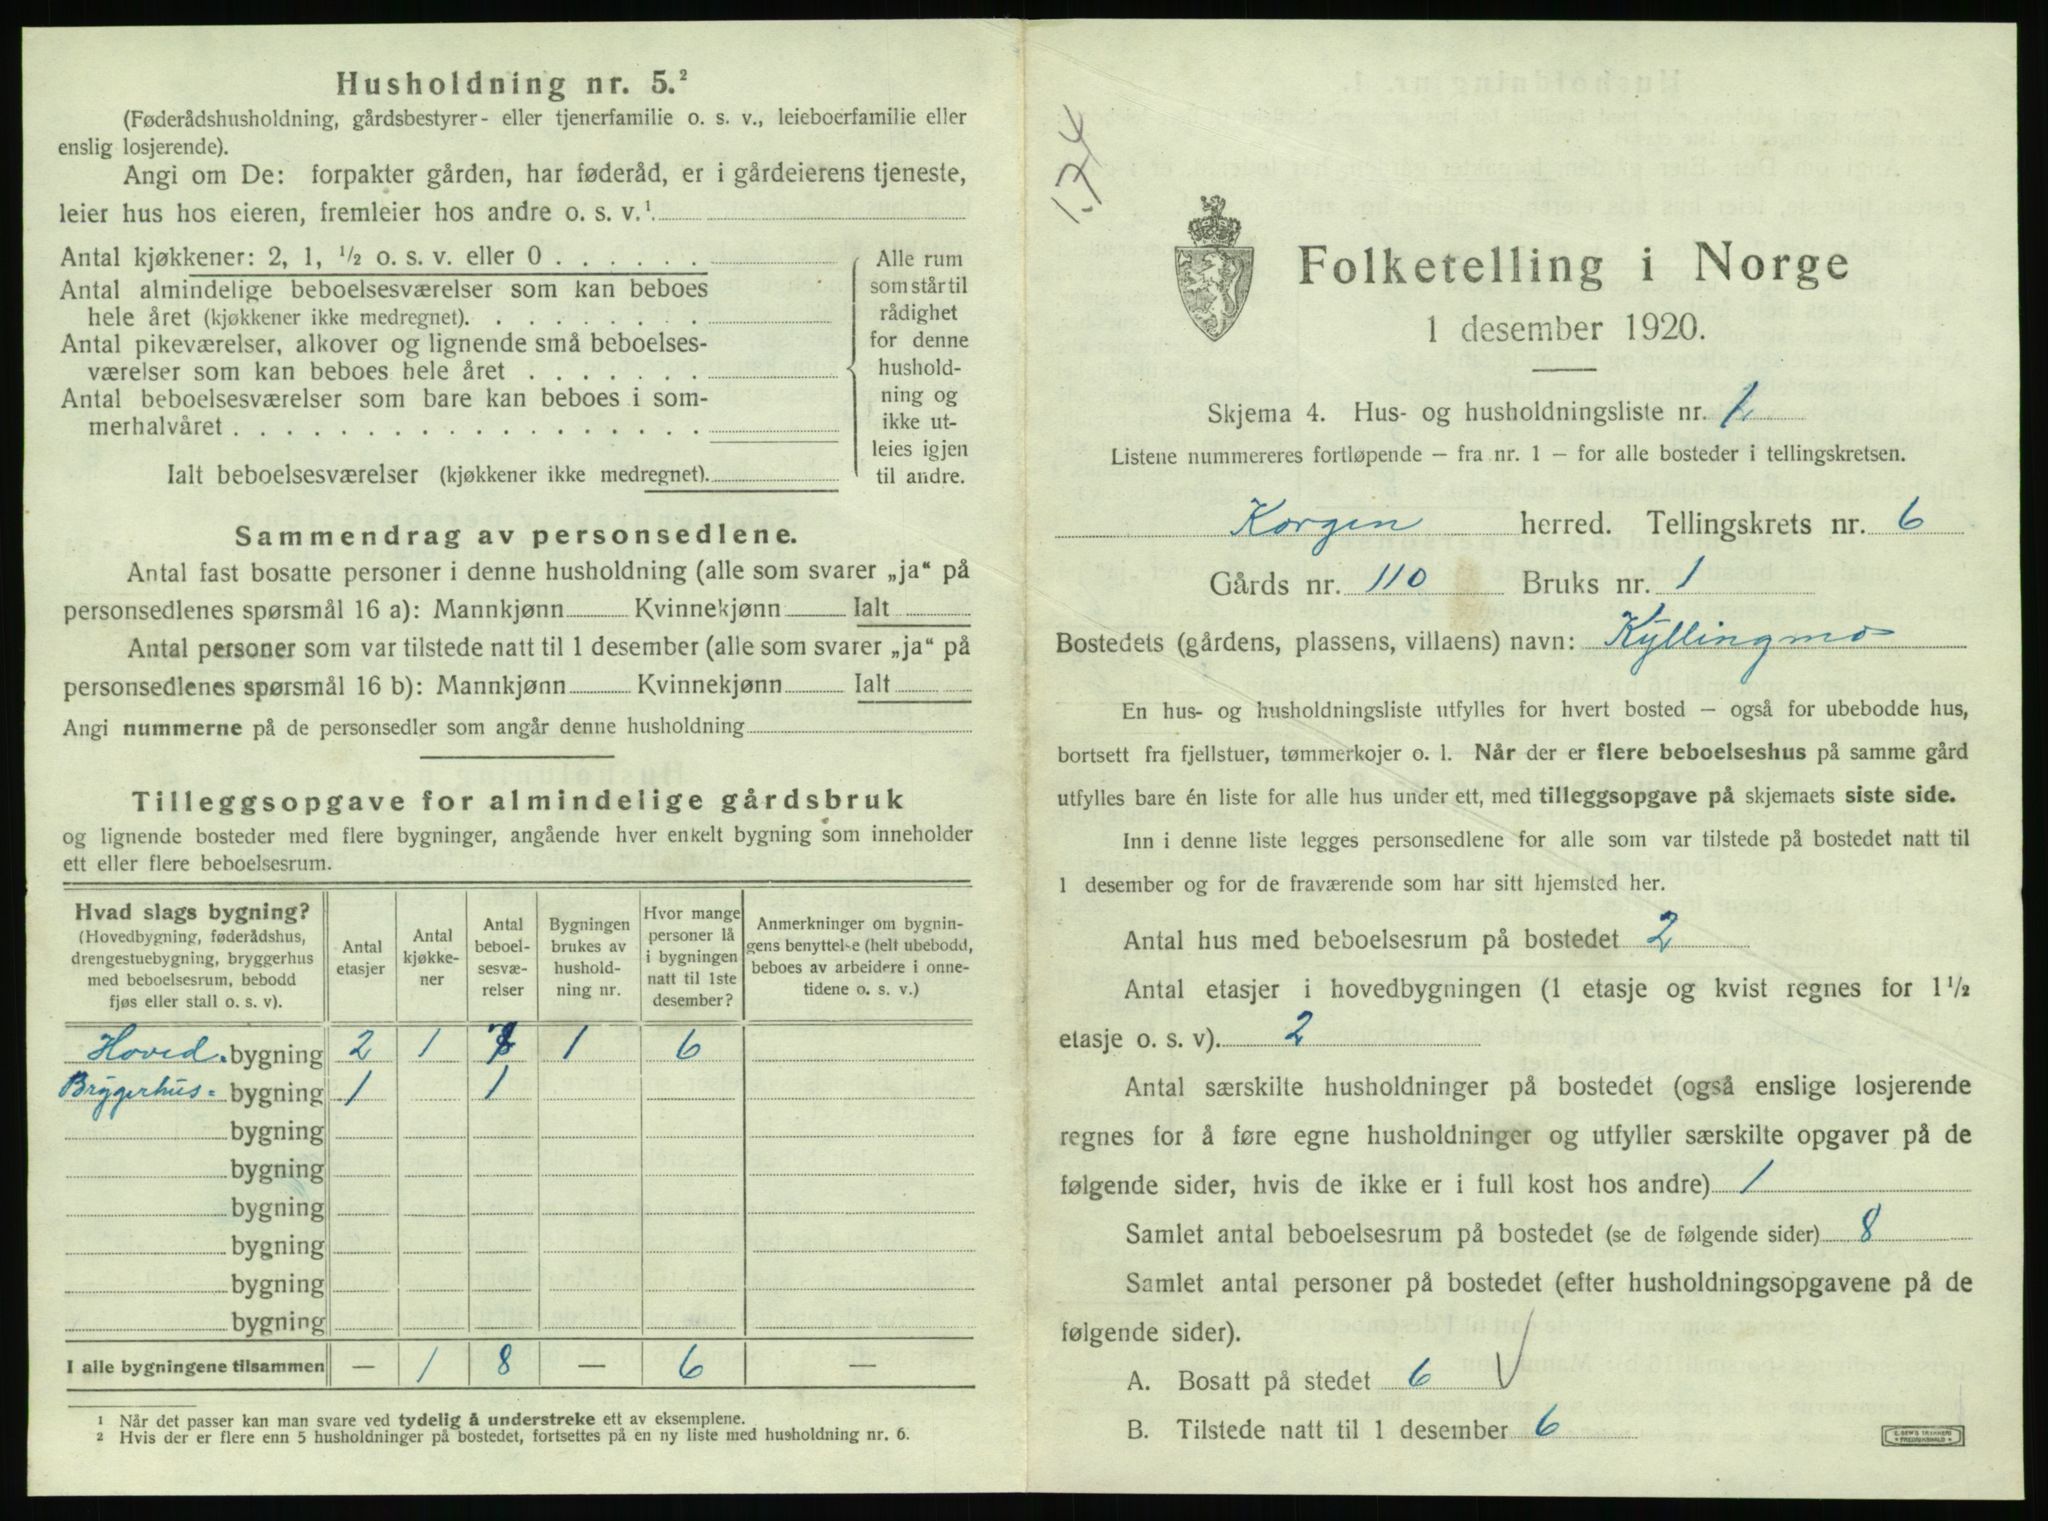 Husholdning nr. 5.²
(Føderådshusholdning, gårdsbestyrer- eller tjenerfamilie o. s. v., leieboerfamilie eller
enslig losjerende).
Angi om De: forpakter gården, har føderåd, er i gårdeierens tjeneste,
leier hus hos eieren, fremleier hos andre o. s. v.¹
Antal kjøkkener: 2, 1, ½ o. s. v. eller 0 . . . . . .
Antal almindelige beboelsesværelser som kan beboes
hele året (kjøkkener ikke medregnet). . . . . . . . .
Antal pikeværelser, alkover og lignende små beboelses-
værelser som kan beboes hele året . . . . . . .
Antal beboelsesværelser som bare kan beboes i som-
merhalvåret . . . . . . . . . . . . . . . . . .
Ialt beboelsesværelser (kjøkkener ikke medregnet).
Alle rum
som står til
rådighet
for denne
hushold-
ning og
ikke ut-
leies igjen
til andre.
Sammendrag av personsedlene.
Antal fast bosatte personer i denne husholdning (alle som svarer „ja“ på
personsedlenes spørsmål 16 a): Mannkjønn Kvinnekjønn Ialt
Antal personer som var tilstede natt til 1 desember (alle som svarer „ja“ på
personsedlenes spørsmål 16 b): Mannkjønn Kvinnekjønn Ialt
Angi nummerne på de personsedler som angår denne husholdning
Tilleggsopgave for almindelige gårdsbruk
og lignende bosteder med flere bygninger, angående hver enkelt bygning som inneholder
ett eller flere beboelsesrum.
Hvad slags bygning?
(Hovedbygning, føderådshus,
drengestuebygning, bryggerhus
med beboelsesrum, bebodd
fjøs eller stall o. s. v).
Antal
etasjer
Antal
kjøkke-
ner
Antal
beboel-
sesvæ-
relser
Bygningen
brukes av
hushold-
ning nr.
Hvor mange
personer lå
i bygningen
natt til 1ste
desember?
Anmerkninger om bygnin-
gens benyttelse (helt ubebodd,
beboes av arbeidere i onne-
tidene o. s. v.)
Hoved. bygning 2 1 7 1 6
Bryggerhus- bygning 1 1
bygning
bygning
bygning
bygning
bygning
bygning
I alle bygningene tilsammen — 1 8 — 6 —
¹ Når det passer kan man svare ved tydelig å understreke ett av eksemplene.
² Hvis der er flere enn 5 husholdninger på bostedet, fortsettes på en ny liste med husholdning nr. 6.
Folketelling i Norge
1 desember 1920.
Skjema 4. Hus- og husholdningsliste nr.
Listene nummereres fortløpende — fra nr. 1 — for alle bosteder i tellingskretsen.
Korgen herred. Tellingskrets nr. 6
Gårds nr. 110 Bruks nr. 1
Bostedets (gårdens, plassens, villaens) navn: Kyllingmo
En hus- og husholdningsliste utfylles for hvert bosted — også for ubebodde hus,
bortsett fra fjellstuer, tømmerkojer o. l. Når der er flere beboelseshus på samme gård
utfylles bare én liste for alle hus under ett, med tilleggsopgave på skjemaets siste side.
Inn i denne liste legges personsedlene for alle som var tilstede på bostedet natt til
1 desember og for de fraværende som har sitt hjemsted her.
Antal hus med beboelsesrum på bostedet 2
Antal etasjer i hovedbygningen (1 etasje og kvist regnes for 1½
etasje o. s. v). 2
Antal særskilte husholdninger på bostedet (også enslige losjerende
regnes for å føre egne husholdninger og utfyller særskilte opgaver på de
følgende sider, hvis de ikke er i full kost hos andre) 1
Samlet antal beboelsesrum på bostedet (se de følgende sider) 8
Samlet antal personer på bostedet (efter husholdningsopgavene på de
følgende sider).
A. Bosatt på stedet 6 V
B. Tilstede natt til 1 desember 6